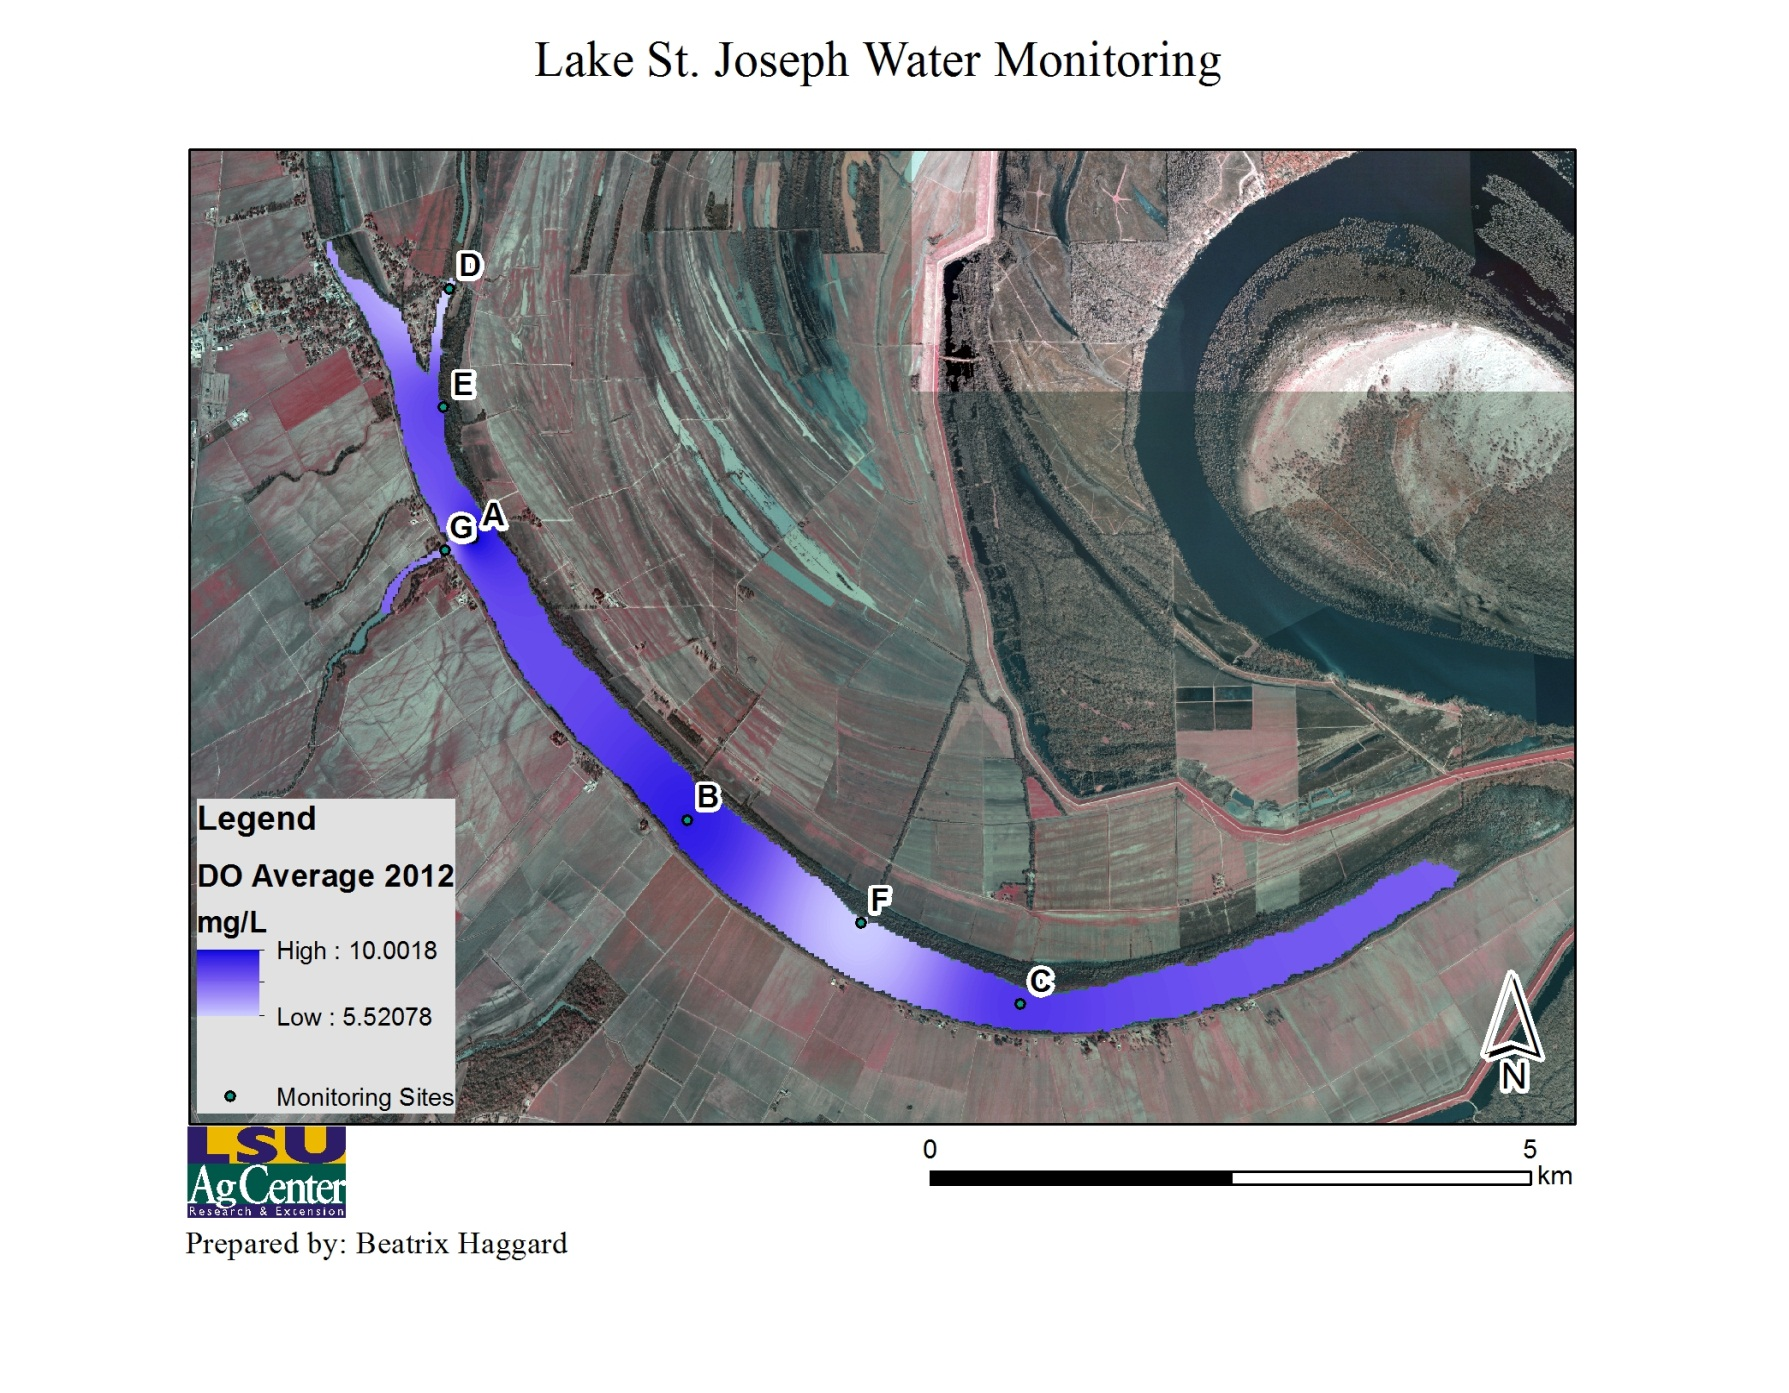 Lake St. Joseph Water Monitoring
D
E
A
G
B
F
C
N
Legend
DO Average 2012
mg/L
High : 10.0018
Low : 5.52078
Monitoring Sites
0 5
km
LSU
AgCenter
Research & Extension
Prepared by: Beatrix Haggard